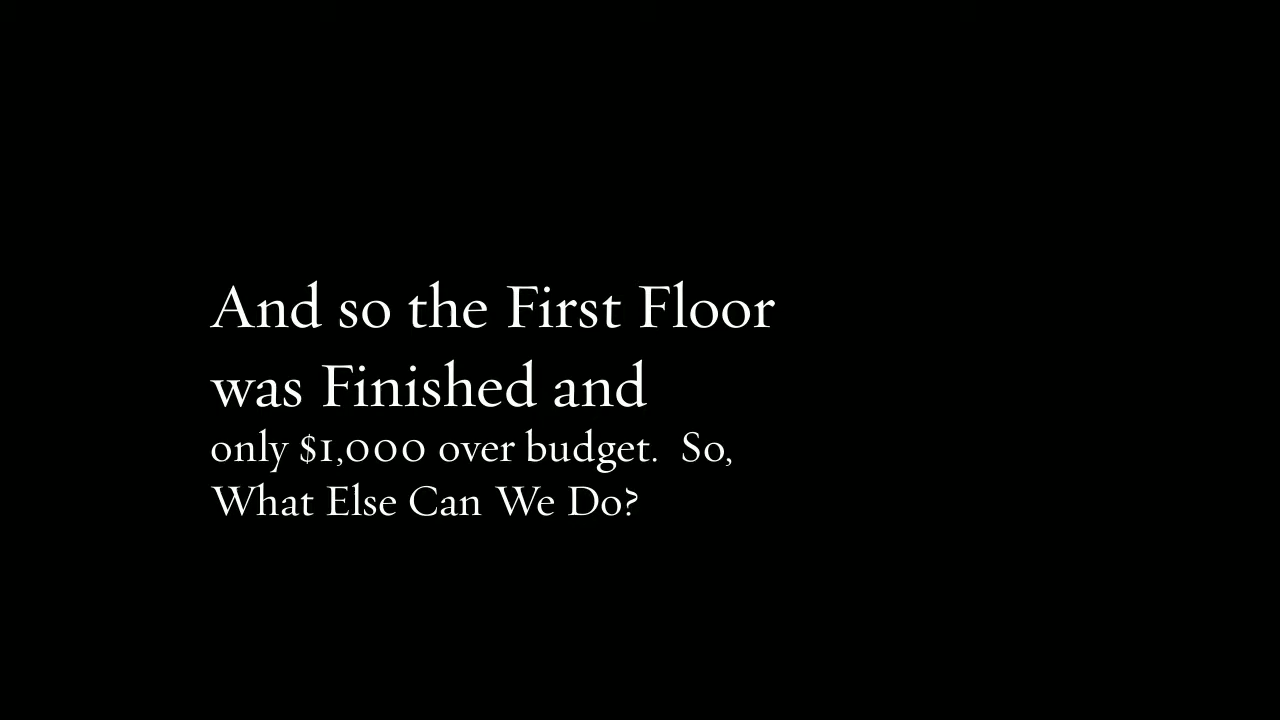 And so the First Floor
was Finished and
only $1,000 over budget.  So,
What Else Can We Do?